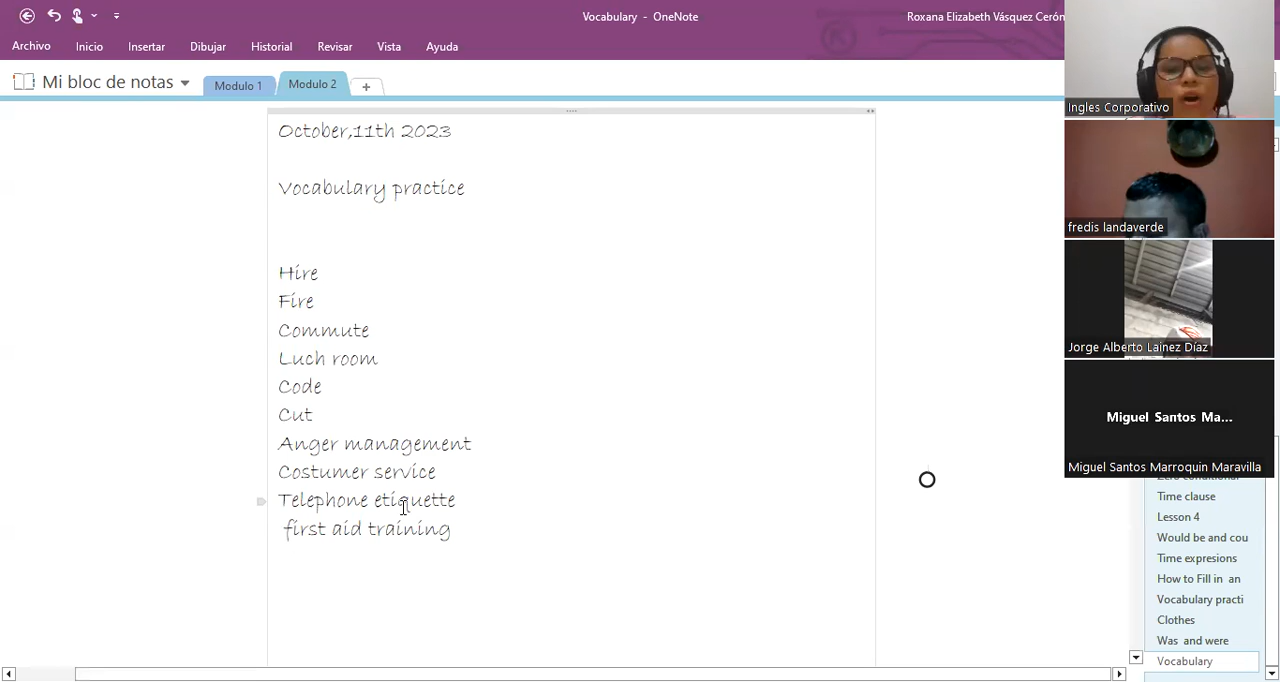 Vocabulary - OneNote
Roxana Elizabeth Vásquez Cerón
Archivo
Inicio
Insertar
Dibujar
Historial
Revisar
Vista
Ayuda
Mi bloc de notas
Modulo 1
Modulo 2
October,11th 2023
Vocabulary practice
Hire
Fire
Commute
Luch room
Code
Cut
Anger management
Costumer service
Telephone etiquette
first aid training
Ingles Corporativo
fredis landaverde
Jorge Alberto Laínez Díaz
Miguel Santos Ma...
Miguel Santos Marroquin Maravilla
Zero conditional
Time clause
Lesson 4
Would be and cou
Time expresions
How to Fill in an
Vocabulary practi
Clothes
Was and were
Vocabulary